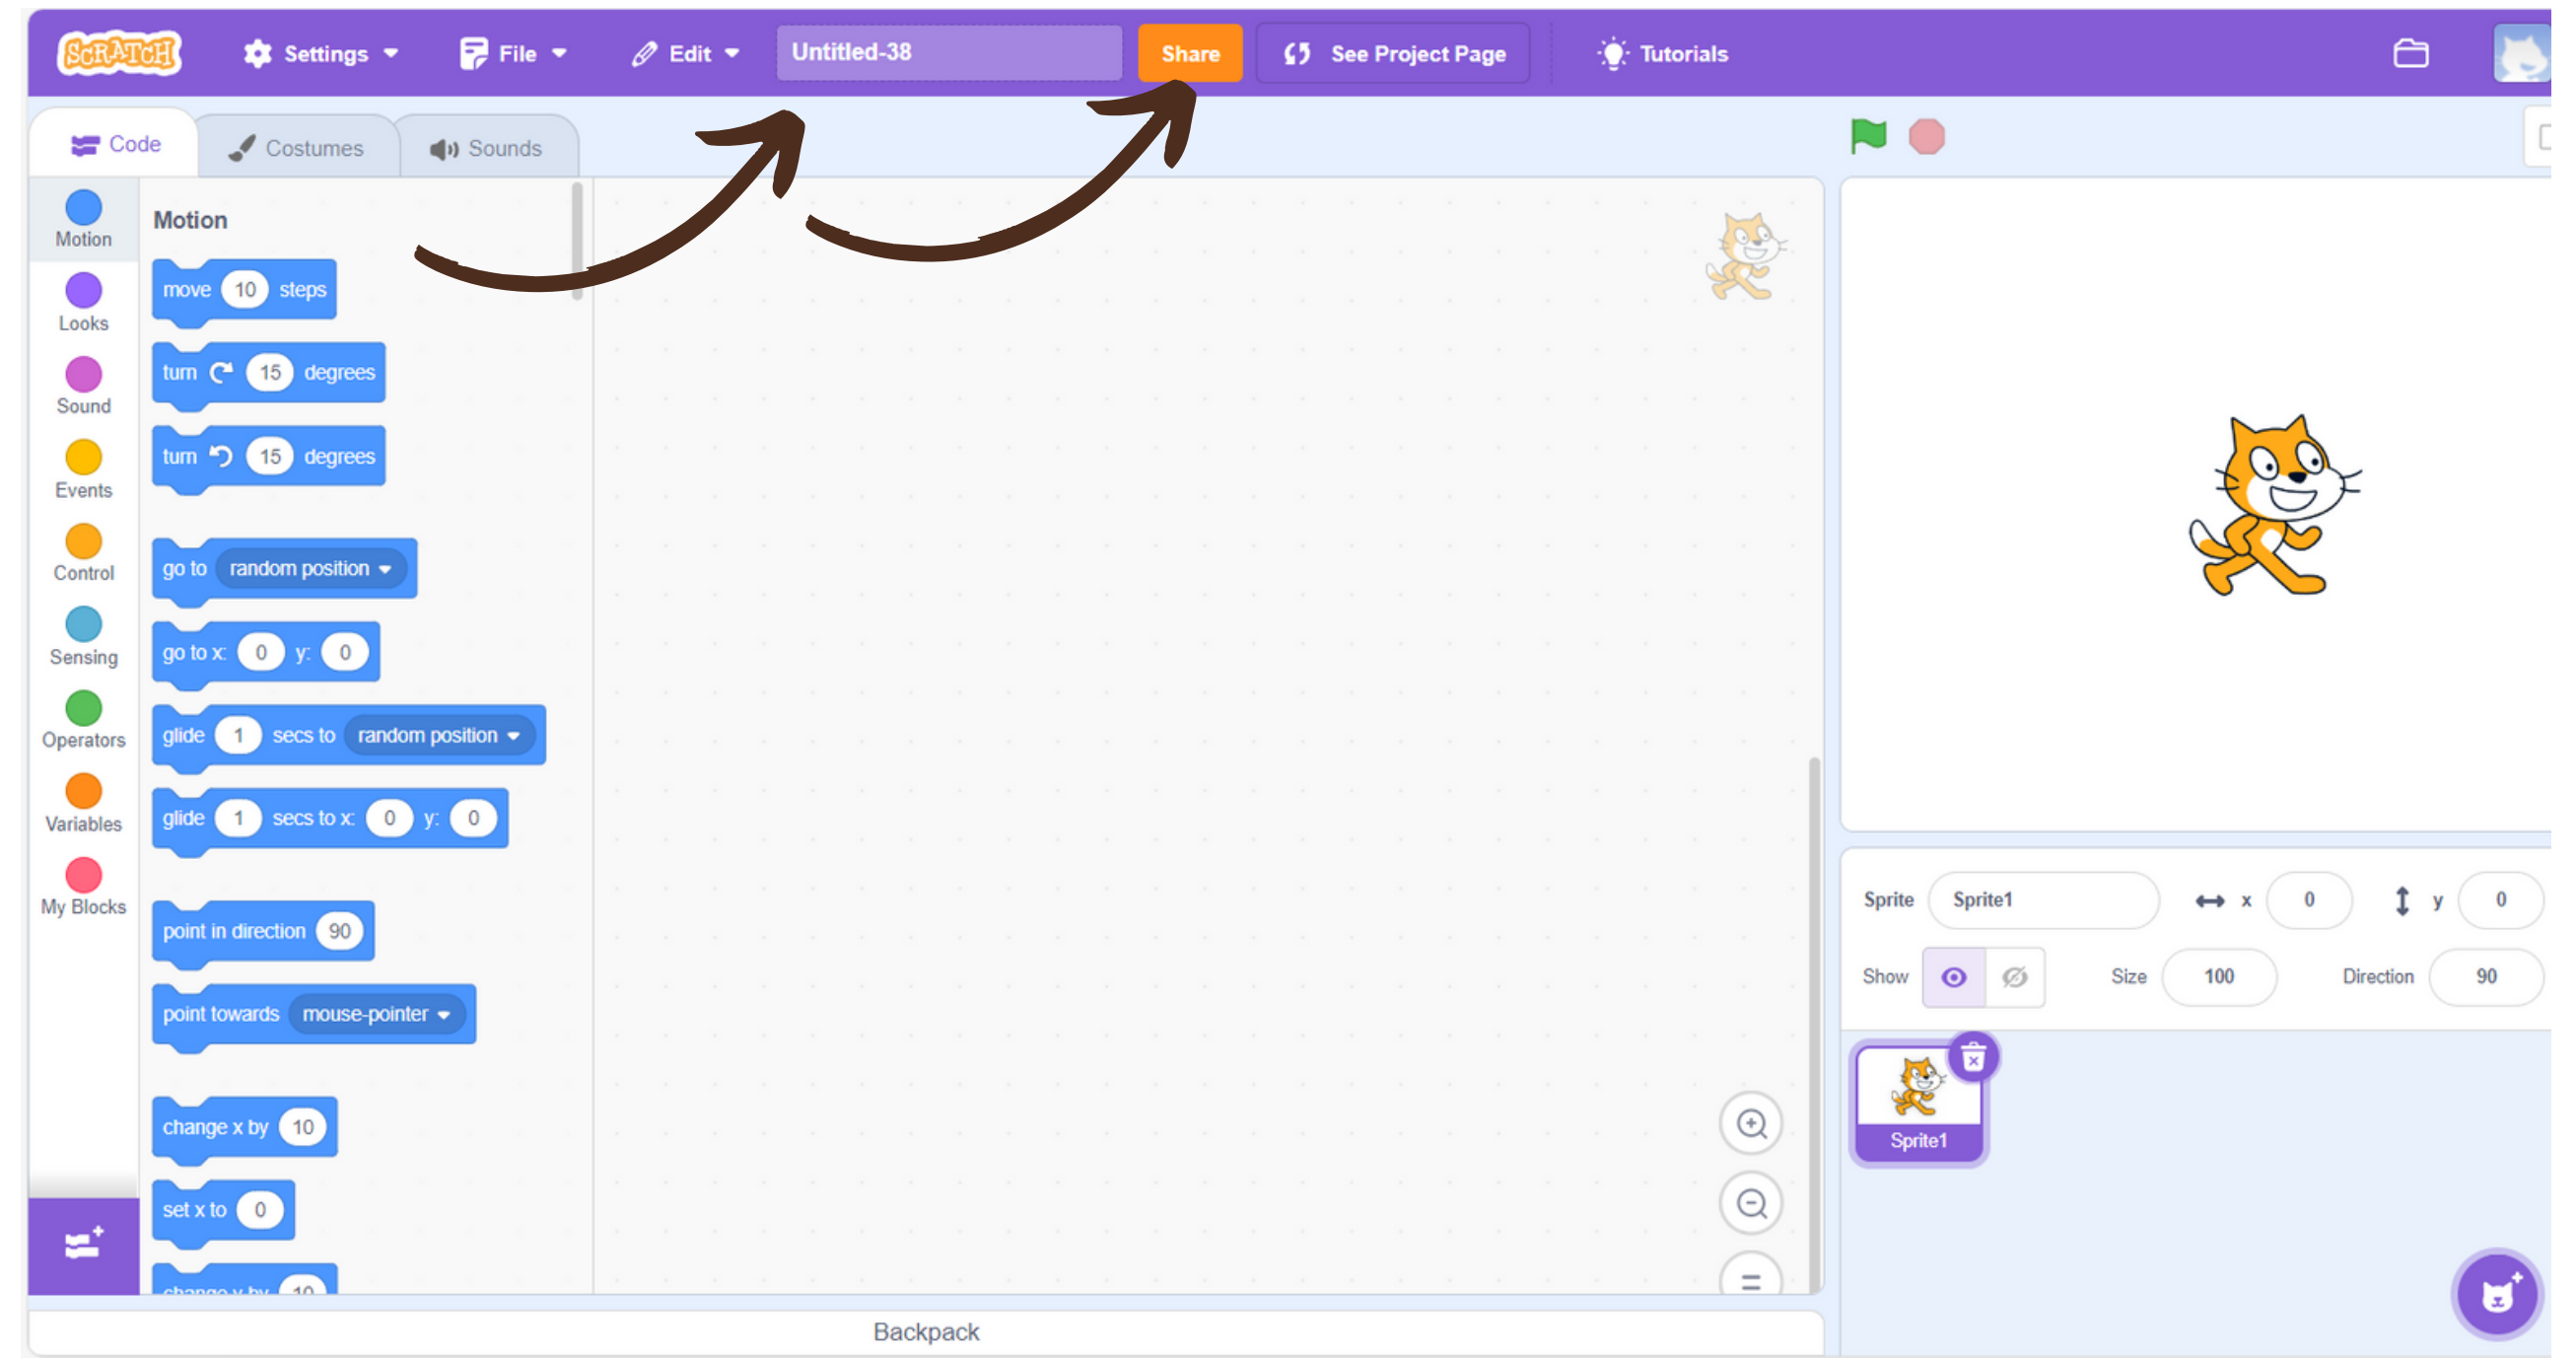 SCRATCH Settings File Edit Untitled-38 Share See Project Page Tutorials
Code Costumes Sounds
Motion
Looks
Sound
Events
Control
Sensing
Operators
Variables
My Blocks
Motion
move 10 steps
turn 15 degrees
turn 15 degrees
go to random position
go to x: 0 y: 0
glide 1 secs to random position
glide 1 secs to x: 0 y: 0
point in direction 90
point towards mouse-pointer
change x by 10
set x to 0
change y by 10
Sprite Sprite1 x 0 y 0
Show Size 100 Direction 90
Sprite1
Backpack